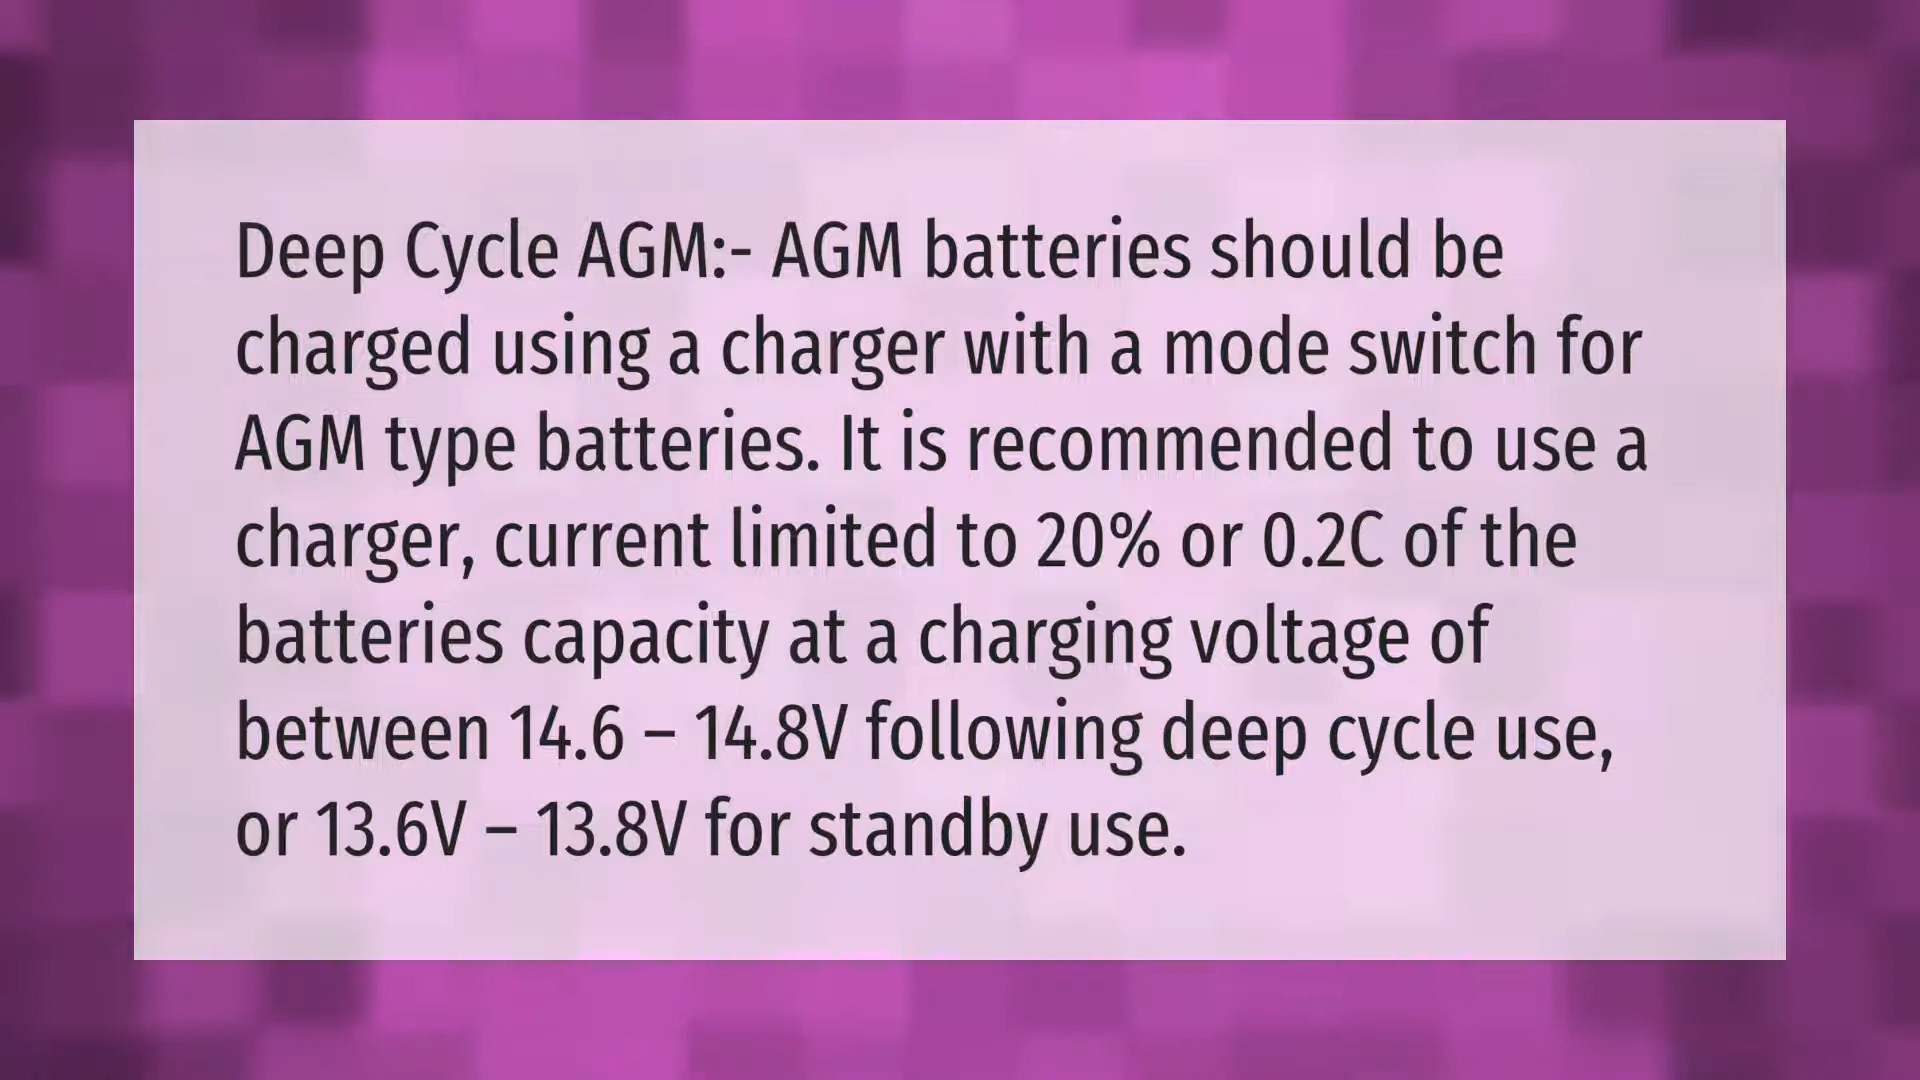 Deep Cycle AGM:- AGM batteries should be
charged using a charger with a mode switch for
AGM type batteries. It is recommended to use a
charger, current limited to 20% or 0.2C of the
batteries capacity at a charging voltage of
between 14.6 – 14.8V following deep cycle use,
or 13.6V – 13.8V for standby use.